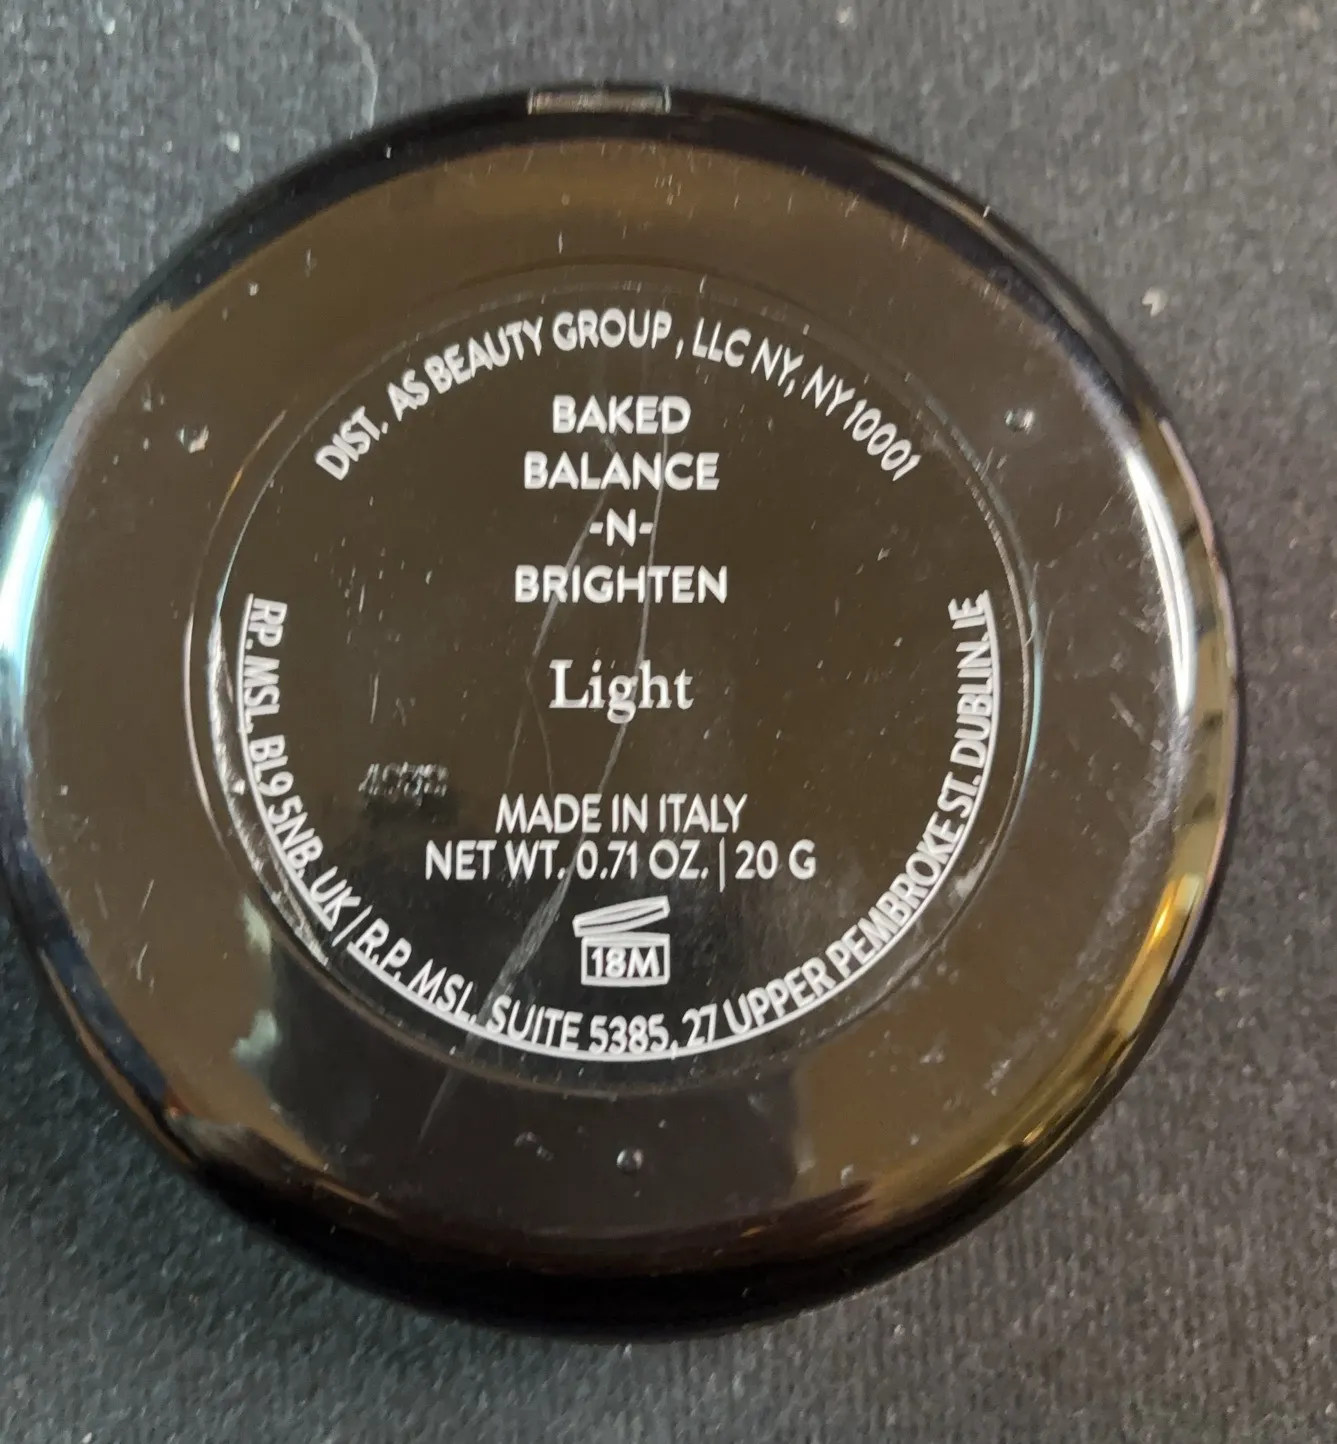 DIST. AS BEAUTY GROUP, LLC NY, NY 10001
BAKED
BALANCE
-N-
BRIGHTEN
Light
MADE IN ITALY
NET WT. 0.71 OZ. | 20 G
18M
RP. MSL. BL9 5NB. UK / R.P. MSL. SUITE 5385, 27 UPPER PEMBROKE ST. DUBLIN.IE